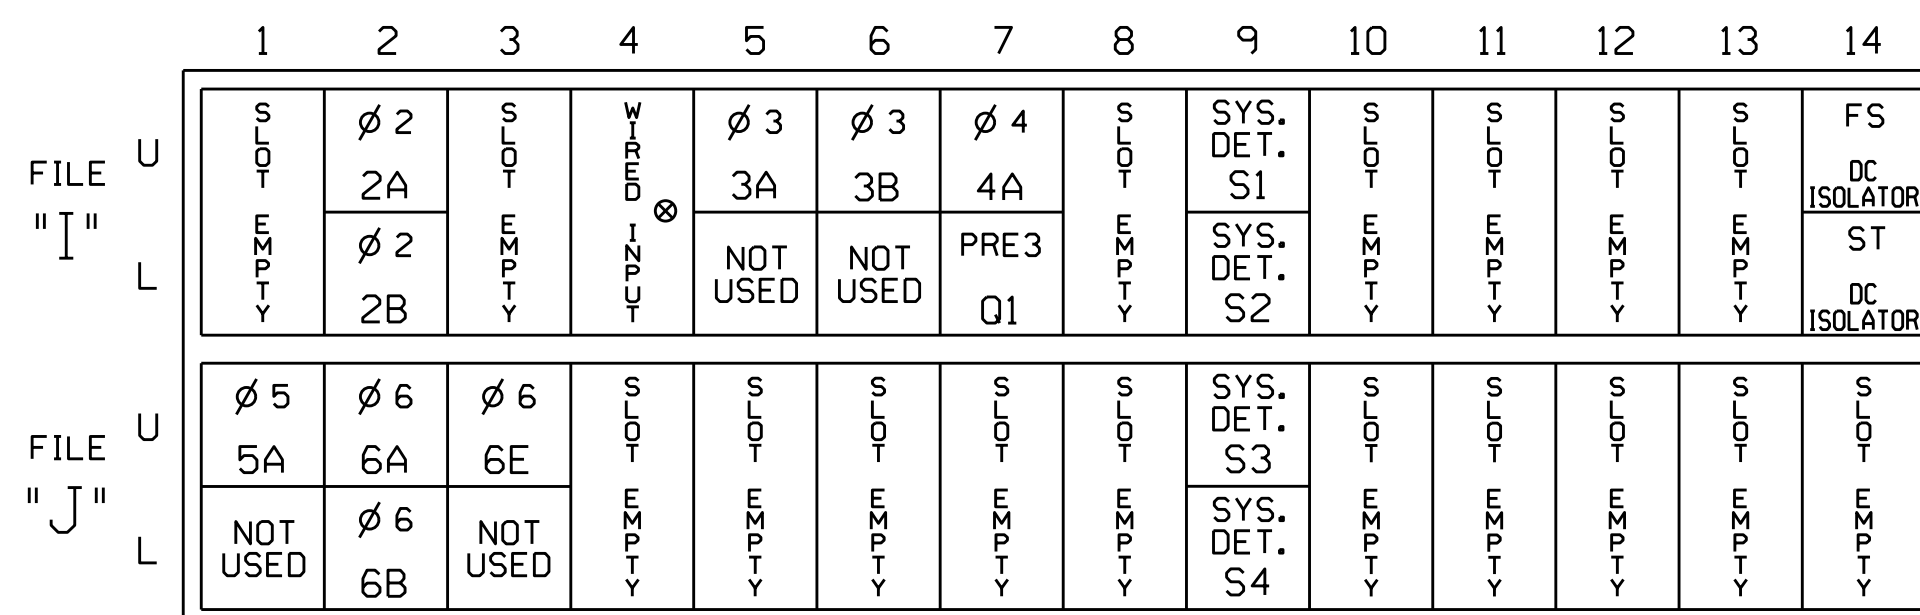 1 2 3 4 5 6 7 8 9 10 11 12 13 14
FILE "I"
U
L
SLOT EMPTY
Ø 2
2A
Ø 2
2B
SLOT EMPTY
WIRED INPUT
Ø 3
3A
NOT
USED
Ø 3
3B
NOT
USED
Ø 4
4A
PRE3
Q1
SLOT EMPTY
SYS.
DET.
S1
SYS.
DET.
S2
SLOT EMPTY
SLOT EMPTY
SLOT EMPTY
SLOT EMPTY
FS
DC
ISOLATOR
ST
DC
ISOLATOR
FILE "J"
U
L
Ø 5
5A
NOT
USED
Ø 6
6A
Ø 6
6B
Ø 6
6E
NOT
USED
SLOT EMPTY
SLOT EMPTY
SLOT EMPTY
SLOT EMPTY
SLOT EMPTY
SYS.
DET.
S3
SYS.
DET.
S4
SLOT EMPTY
SLOT EMPTY
SLOT EMPTY
SLOT EMPTY
SLOT EMPTY